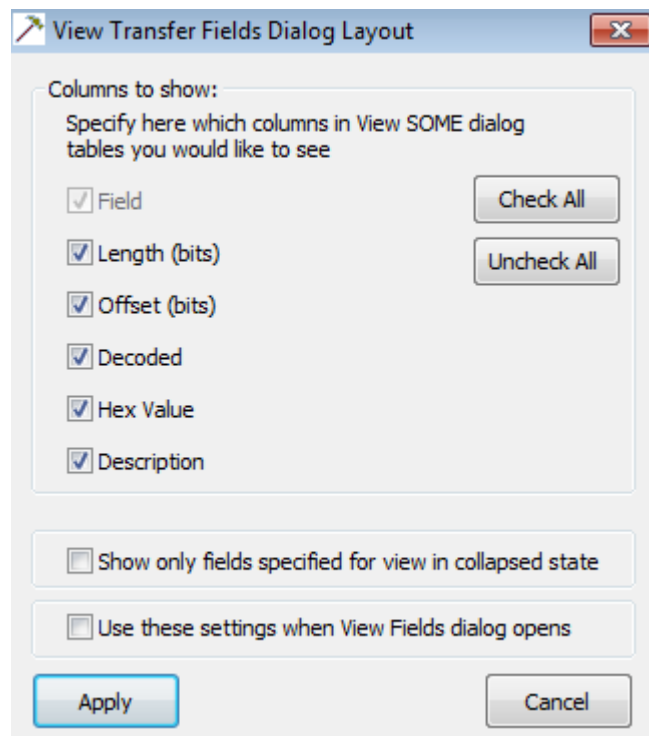 View Transfer Fields Dialog Layout
Columns to show:
Specify here which columns in View SOME dialog
tables you would like to see
Field
Check All
Length (bits)
Uncheck All
Offset (bits)
Decoded
Hex Value
Description
Show only fields specified for view in collapsed state
Use these settings when View Fields dialog opens
Apply
Cancel